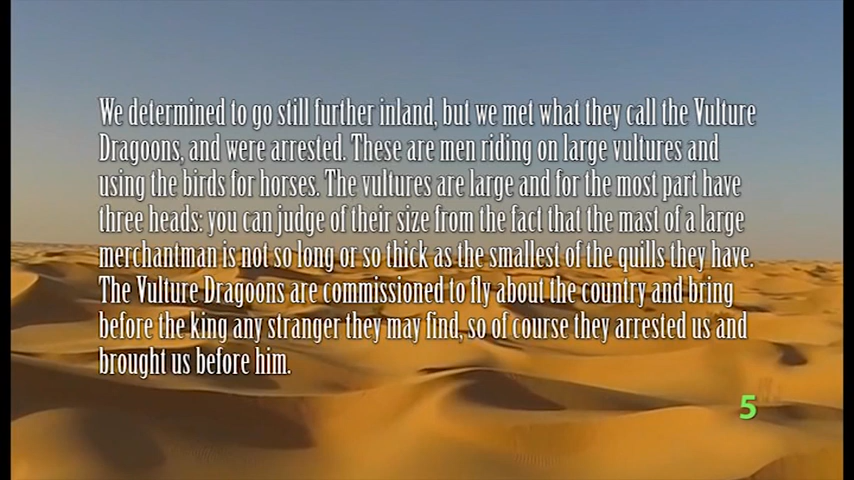 We determined to go still further inland, but we met what they call the Vulture
Dragoons, and were arrested. These are men riding on large vultures and
using the birds for horses. The vultures are large and for the most part have
three heads: you can judge of their size from the fact that the mast of a large
merchantman is not so long or so thick as the smallest of the quills they have.
The Vulture Dragoons are commissioned to fly about the country and bring
before the king any stranger they may find, so of course they arrested us and
brought us before him.
5